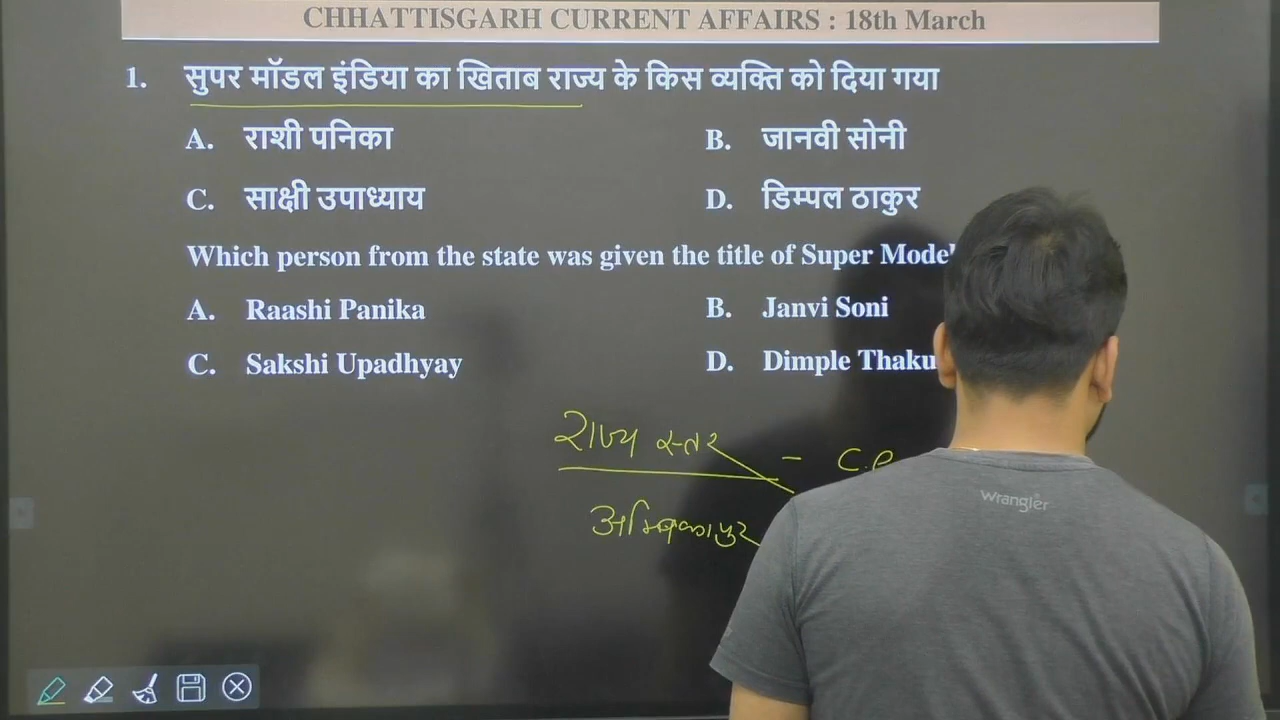 CHHATTISGARH CURRENT AFFAIRS : 18th March
1. सुपर मॉडल इंडिया का खिताब राज्य के किस व्यक्ति को दिया गया
A. राशी पनिका B. जानवी सोनी
C. साक्षी उपाध्याय D. डिम्पल ठाकुर
Which person from the state was given the title of Super Model
A. Raashi Panika B. Janvi Soni
C. Sakshi Upadhyay D. Dimple Thaku
राज्य स्तर –
अम्बिकापुर
Wrangler